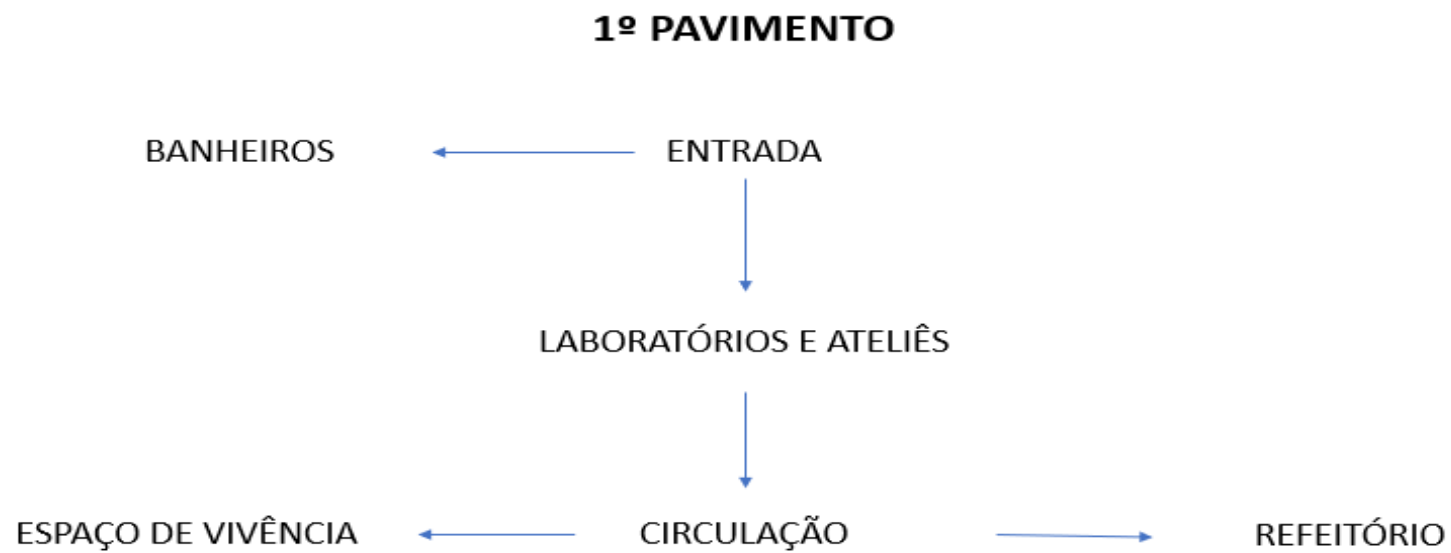 1º PAVIMENTO
BANHEIROS
ENTRADA
LABORATÓRIOS E ATELIÊS
ESPAÇO DE VIVÊNCIA
CIRCULAÇÃO
REFEITÓRIO